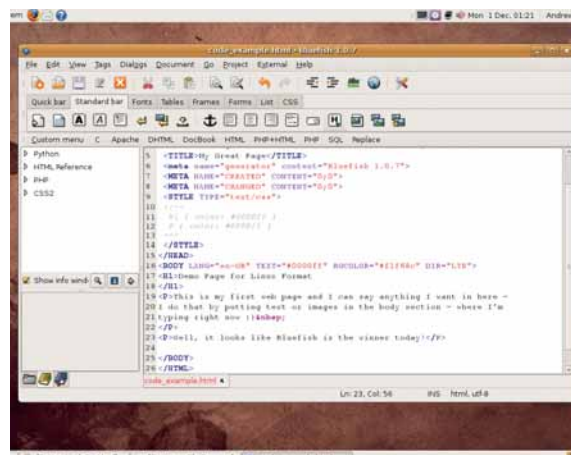 em
Mon 1 Dec, 01:21 Andrew
code_example.html - Bluefish 1.0.7
File Edit View Tags Dialogs Document Go Project External Help
Quick bar Standard bar Fonts Tables Frames Forms List CSS
Custom menu C Apache DHTML DocBook HTML PHP+HTML PHP SQL Replace
Python
HTML Reference
PHP
CSS2
Show info wind
5 <TITLE>My Great Page</TITLE>
6 <meta name="generator" content="Bluefish 1.0.7">
7 <META NAME="CREATED" CONTENT="0;0">
8 <META NAME="CHANGED" CONTENT="0;0">
9 <STYLE TYPE="text/css">
10 <!--
11
12
13 -->
14 </STYLE>
15 </HEAD>
16 <BODY LANG="en-GB" TEXT="#0000ff" DIR="LTR">
17 <H1>Demo Page for Linux Format
18 </H1>
19 <P>This is my first web page and I can say anything I want in here –
20 I do that by putting text or images in the body section – where I'm
21 typing right now :)&nbsp;
22 </P>
23 <P>Well, it looks like Bluefish is the winner today!</P>
24
25 </BODY>
26 </HTML>
code_example.html
Ln: 23, Col: 56 INS html, utf-8